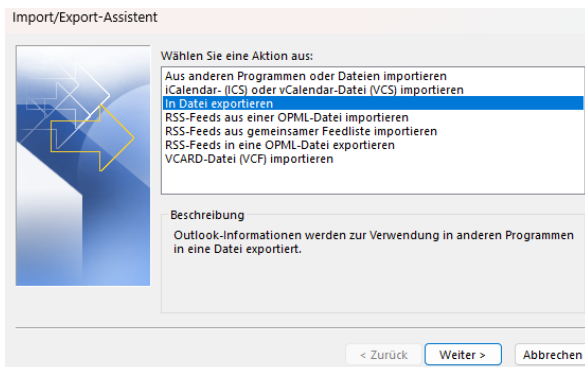 Import/Export-Assistent
Wählen Sie eine Aktion aus:
Aus anderen Programmen oder Dateien importieren
iCalendar- (ICS) oder vCalendar-Datei (VCS) importieren
In Datei exportieren
RSS-Feeds aus einer OPML-Datei importieren
RSS-Feeds aus gemeinsamer Feedliste importieren
RSS-Feeds in eine OPML-Datei exportieren
VCARD-Datei (VCF) importieren
Beschreibung
Outlook-Informationen werden zur Verwendung in anderen Programmen
in eine Datei exportiert.
< Zurück Weiter > Abbrechen